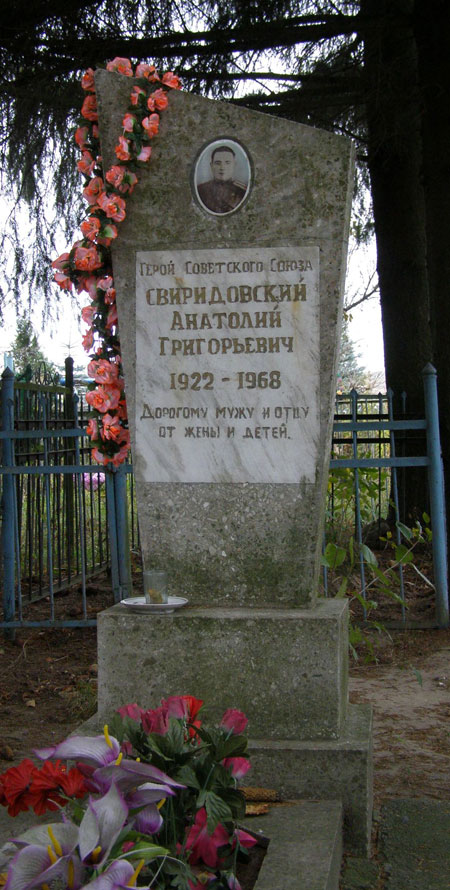 Герой Советского Союза
СВИРИДОВСКИЙ
Анатолий
Григорьевич
1922 - 1968
Дорогому мужу и отцу
от жены и детей.